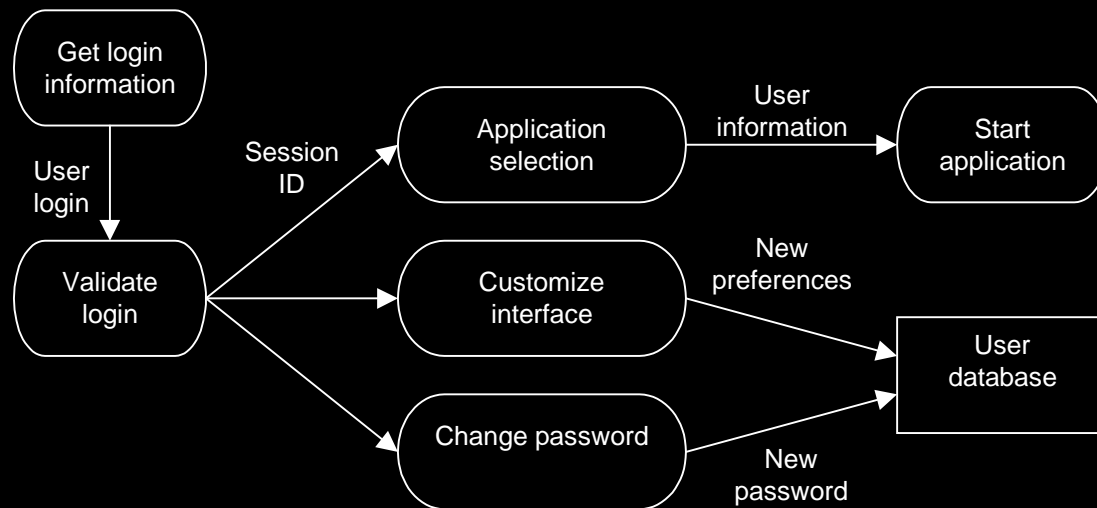 Get login
information
User
login
Validate
login
Session
ID
Application
selection
User
information
Start
application
Customize
interface
New
preferences
User
database
Change password
New
password